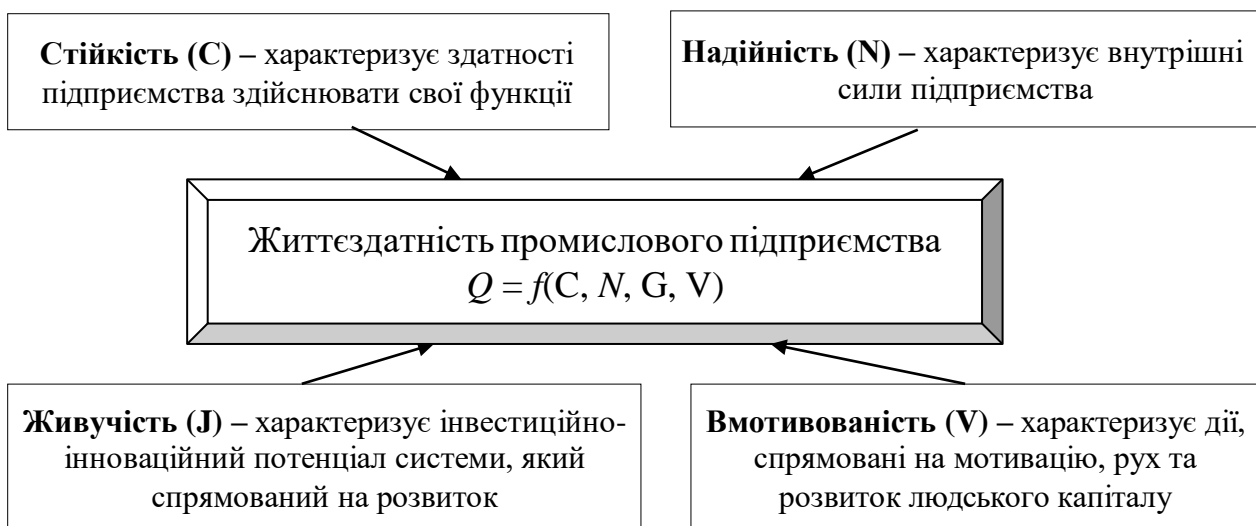 Стійкість (С) – характеризує здатності
підприємства здійснювати свої функції
Надійність (N) – характеризує внутрішні
сили підприємства
Життєздатність промислового підприємства
Q = f(С, N, G, V)
Живучість (J) – характеризує інвестиційно-
інноваційний потенціал системи, який
спрямований на розвиток
Вмотивованість (V) – характеризує дії,
спрямовані на мотивацію, рух та
розвиток людського капіталу